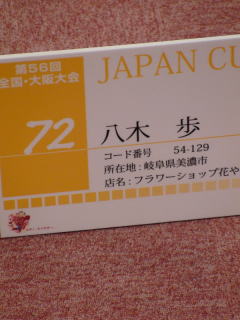 第56回
全国・大阪大会
JAPAN CU
72
八木 歩
コード番号 54-129
所在地:岐阜県美濃市
店名:フラワーショップ花や